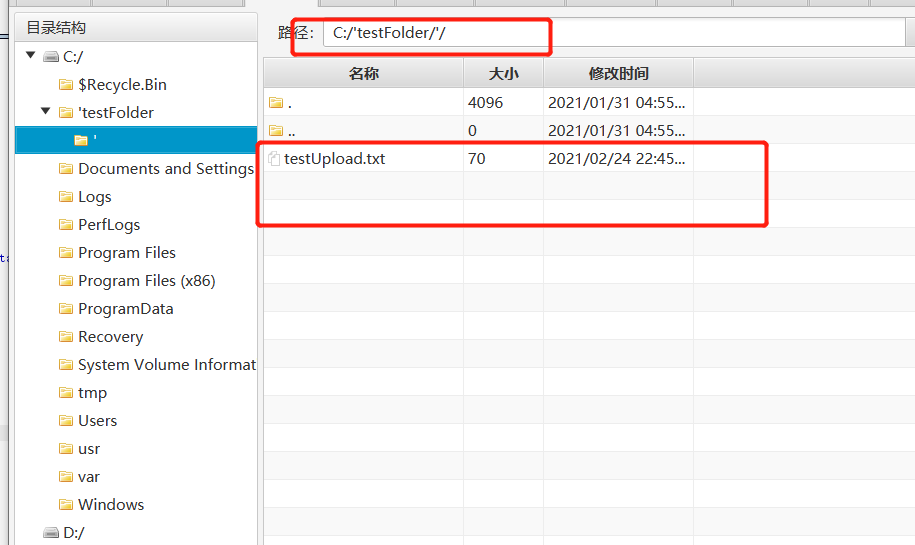 目录结构
C:/
$Recycle.Bin
'testFolder
'
Documents and Settings
Logs
PerfLogs
Program Files
Program Files (x86)
ProgramData
Recovery
System Volume Informat
tmp
Users
usr
var
Windows
D:/
路径: C:/'testFolder/'/
名称 大小 修改时间
. 4096 2021/01/31 04:55...
.. 0 2021/01/31 04:55...
testUpload.txt 70 2021/02/24 22:45...